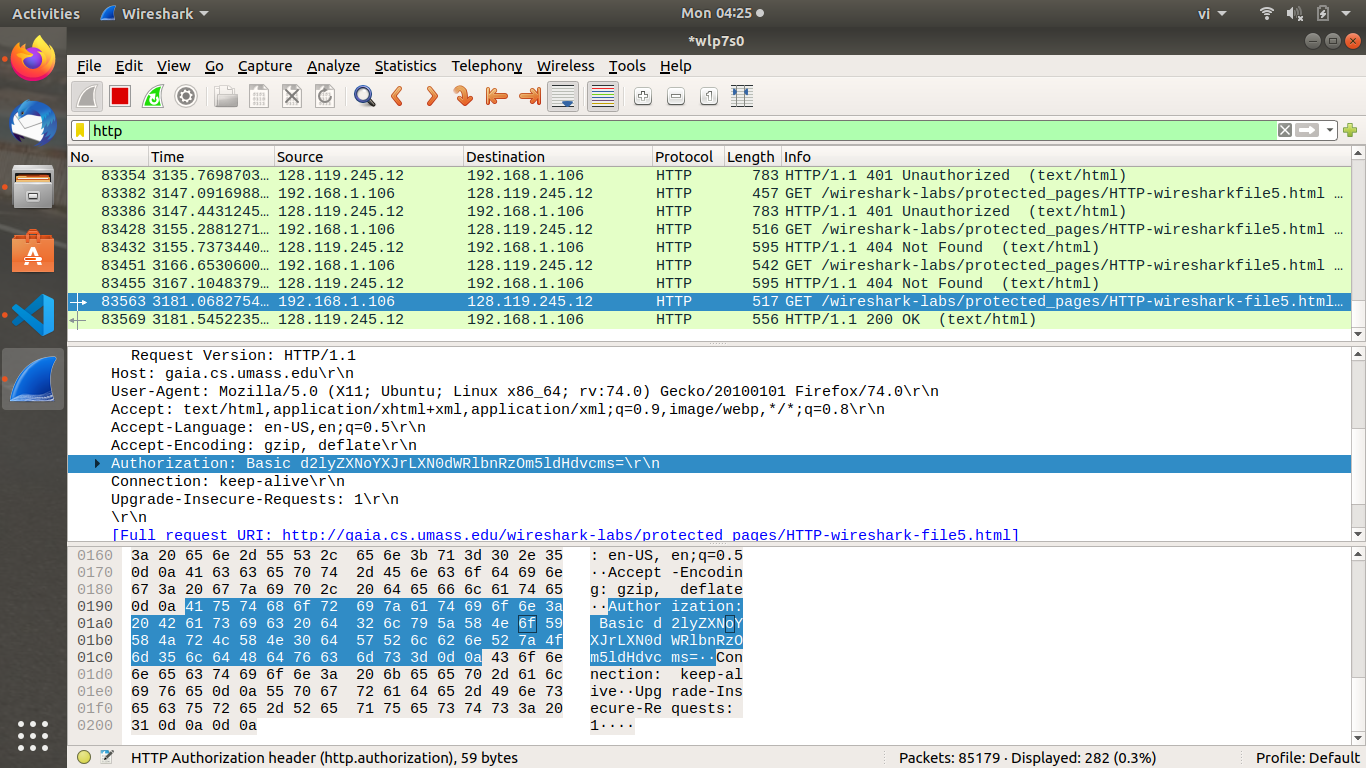 Activities Wireshark Mon 04:25 vi
*wlp7s0
File Edit View Go Capture Analyze Statistics Telephony Wireless Tools Help
http
No. Time Source Destination Protocol Length Info
83354 3135.7698703… 128.119.245.12 192.168.1.106 HTTP 783 HTTP/1.1 401 Unauthorized (text/html)
83382 3147.0916988… 192.168.1.106 128.119.245.12 HTTP 457 GET /wireshark-labs/protected_pages/HTTP-wiresharkfile5.html …
83386 3147.4431245… 128.119.245.12 192.168.1.106 HTTP 783 HTTP/1.1 401 Unauthorized (text/html)
83428 3155.2881271… 192.168.1.106 128.119.245.12 HTTP 516 GET /wireshark-labs/protected_pages/HTTP-wiresharkfile5.html …
83432 3155.7373440… 128.119.245.12 192.168.1.106 HTTP 595 HTTP/1.1 404 Not Found (text/html)
83451 3166.6530600… 192.168.1.106 128.119.245.12 HTTP 542 GET /wireshark-labs/protected_pages/HTTP-wiresharkfile5.html …
83455 3167.1048379… 128.119.245.12 192.168.1.106 HTTP 595 HTTP/1.1 404 Not Found (text/html)
83563 3181.0682754… 192.168.1.106 128.119.245.12 HTTP 517 GET /wireshark-labs/protected_pages/HTTP-wireshark-file5.html…
83569 3181.5452235… 128.119.245.12 192.168.1.106 HTTP 556 HTTP/1.1 200 OK (text/html)
Request Version: HTTP/1.1
Host: gaia.cs.umass.edu\r\n
User-Agent: Mozilla/5.0 (X11; Ubuntu; Linux x86_64; rv:74.0) Gecko/20100101 Firefox/74.0\r\n
Accept: text/html,application/xhtml+xml,application/xml;q=0.9,image/webp,*/*;q=0.8\r\n
Accept-Language: en-US,en;q=0.5\r\n
Accept-Encoding: gzip, deflate\r\n
Authorization: Basic d2lyZXNoYXJrLXN0dWRlbnRzOm5ldHdvcms=\r\n
Connection: keep-alive\r\n
Upgrade-Insecure-Requests: 1\r\n
\r\n
[Full request URI: http://gaia.cs.umass.edu/wireshark-labs/protected_pages/HTTP-wireshark-file5.html]
0160 3a 20 65 6e 2d 55 53 2c 65 6e 3b 71 3d 30 2e 35 : en-US, en;q=0.5
0170 0d 0a 41 63 63 65 70 74 2d 45 6e 63 6f 64 69 6e ··Accept -Encodin
0180 67 3a 20 67 7a 69 70 2c 20 64 65 66 6c 61 74 65 g: gzip, deflate
0190 0d 0a 41 75 74 68 6f 72 69 7a 61 74 69 6f 6e 3a ··Author ization:
01a0 20 42 61 73 69 63 20 64 32 6c 79 5a 58 4e 6f 59 Basic d 2lyZXNoY
01b0 58 4a 72 4c 58 4e 30 64 57 52 6c 62 6e 52 7a 4f XJrLXN0d WRlbnRzO
01c0 6d 35 6c 64 48 64 76 63 6d 73 3d 0d 0a 43 6f 6e m5ldHdvc ms=··Con
01d0 6e 65 63 74 69 6f 6e 3a 20 6b 65 65 70 2d 61 6c nection: keep-al
01e0 69 76 65 0d 0a 55 70 67 72 61 64 65 2d 49 6e 73 ive··Upg rade-Ins
01f0 65 63 75 72 65 2d 52 65 71 75 65 73 74 73 3a 20 ecure-Re quests:
0200 31 0d 0a 0d 0a 1····
HTTP Authorization header (http.authorization), 59 bytes Packets: 85179 · Displayed: 282 (0.3%) Profile: Default